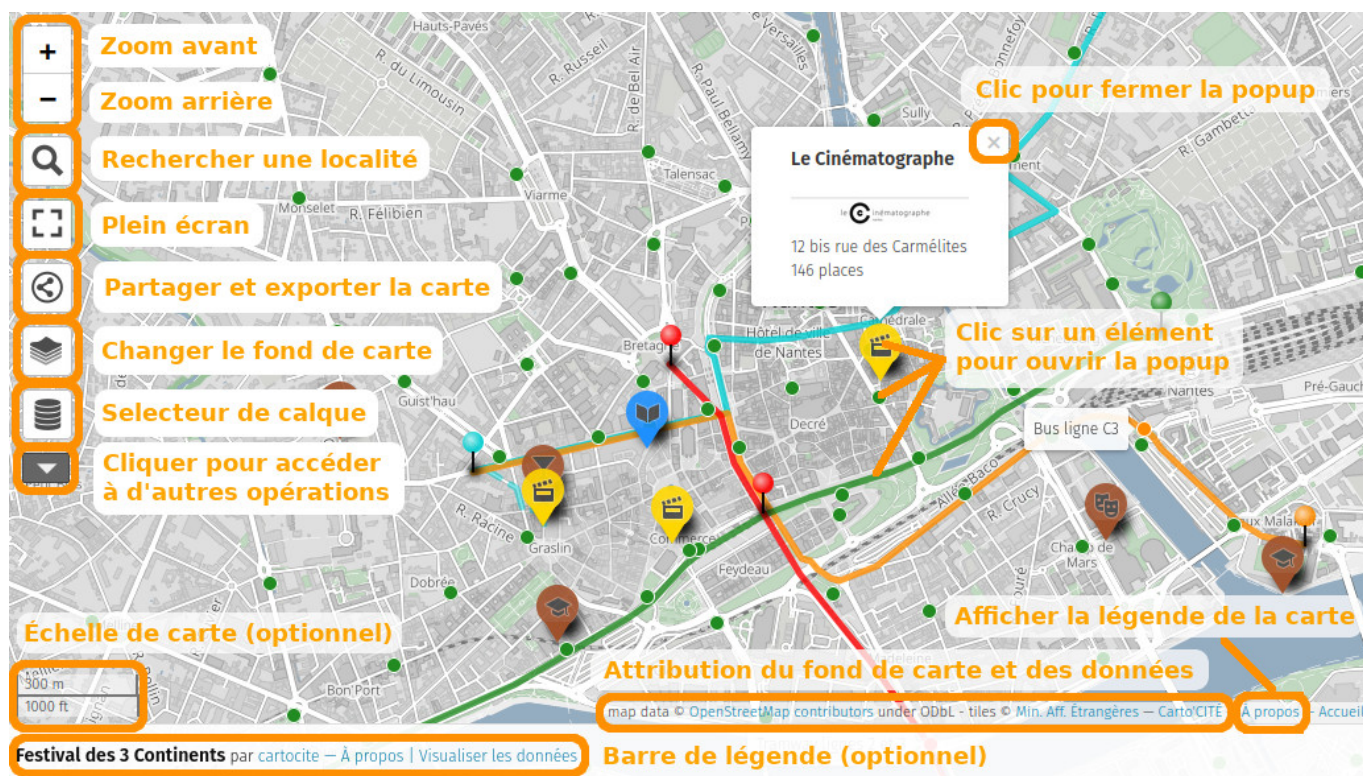 Hauts-Pavés
Versailles
+
Zoom avant
R. Russeil
R. du Limousin
R. de Bel Air
R. Paul Bellamy
Clic pour fermer la popup
−
Zoom arrière
Sully
R. Gambetta
Le Cinématographe
×
Rechercher une localité
Talensac
Viarme
Monselet
R. Félibien
le Cinématographe
Plein écran
12 bis rue des Carmélites
146 places
Partager et exporter la carte
Cathédrale
Hôtel de ville
de Nantes
Clic sur un élément
pour ouvrir la popup
Bretagne
Changer le fond de carte
Nantes
Pré-Gauch
Guist'hau
Selecteur de calque
Decré
Bus ligne C3
Cliquer pour accéder
à d'autres opérations
Allée Baco
R. Crucy
R. Racine
Graslin
Commerce
Champ de
Mars
Feydeau
Dobrée
Afficher la légende de la carte
Échelle de carte (optionnel)
Attribution du fond de carte et des données
300 m
1000 ft
Bon'Port
map data © OpenStreetMap contributors under ODbL - tiles © Min. Aff. Étrangères — Carto'CITÉ
À propos — Accueil
Festival des 3 Continents par cartocite — À propos | Visualiser les données
Barre de légende (optionnel)